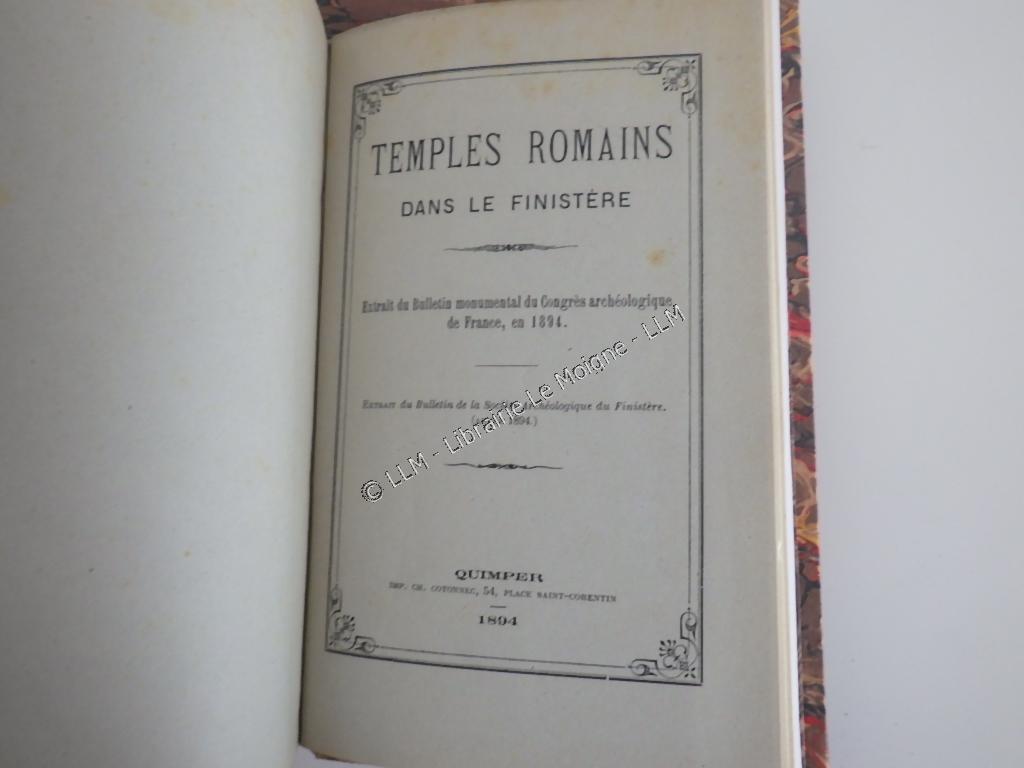 TEMPLES ROMAINS
DANS LE FINISTÈRE
Extrait du Bulletin monumental du Congrès archéologique
de France, en 1894.
EXTRAIT du Bulletin de la Société Archéologique du Finistère.
1894.)
© LLM - Librairie Le Moigne - LLM
QUIMPER
IMP. CH. COTONNEC, 54, PLACE SAINT-CORENTIN
1894